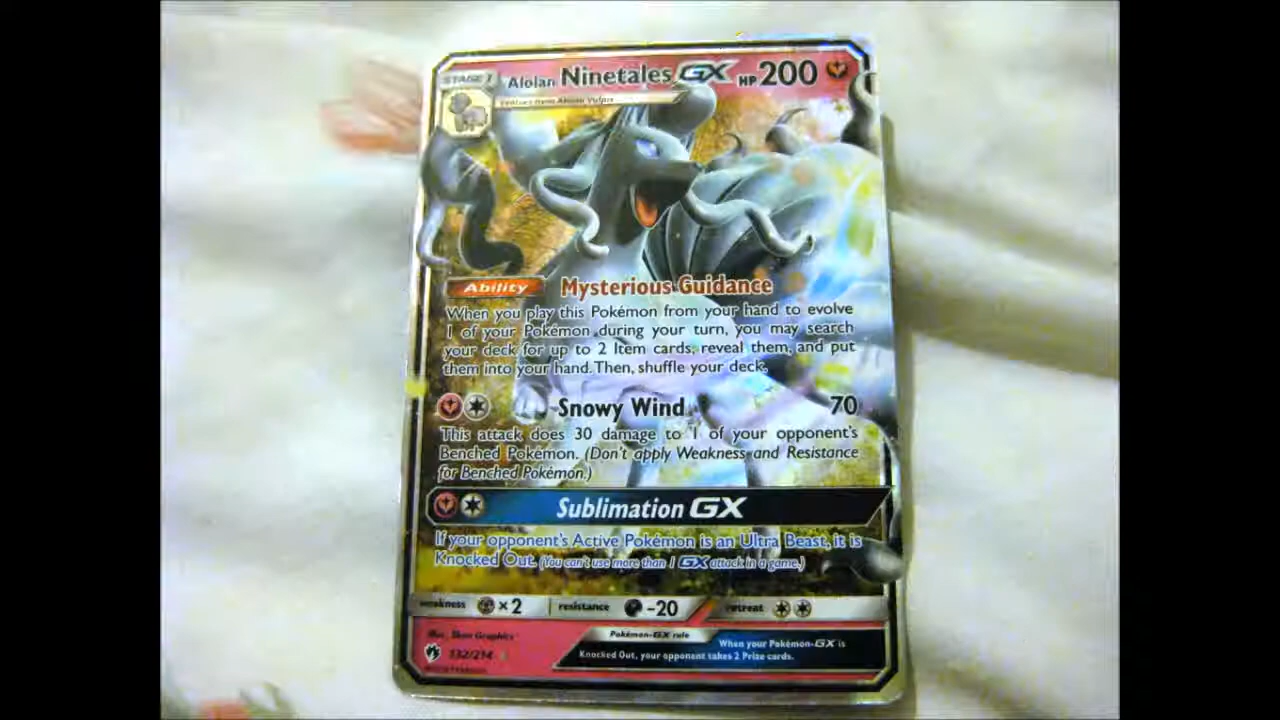 STAGE 1 Alolan Ninetales GX HP 200
Evolves from Alolan Vulpix
Ability Mysterious Guidance
When you play this Pokémon from your hand to evolve
1 of your Pokémon during your turn, you may search
your deck for up to 2 Item cards, reveal them, and put
them into your hand. Then, shuffle your deck.
Snowy Wind 70
This attack does 30 damage to 1 of your opponent's
Benched Pokémon. (Don't apply Weakness and Resistance
for Benched Pokémon.)
Sublimation GX
If your opponent's Active Pokémon is an Ultra Beast, it is
Knocked Out. (You can't use more than 1 GX attack in a game.)
weakness ×2 resistance -20 retreat
Illus. Skon Graphics
Pokémon-GX rule
When your Pokémon-GX is
Knocked Out, your opponent takes 2 Prize cards.
132/214